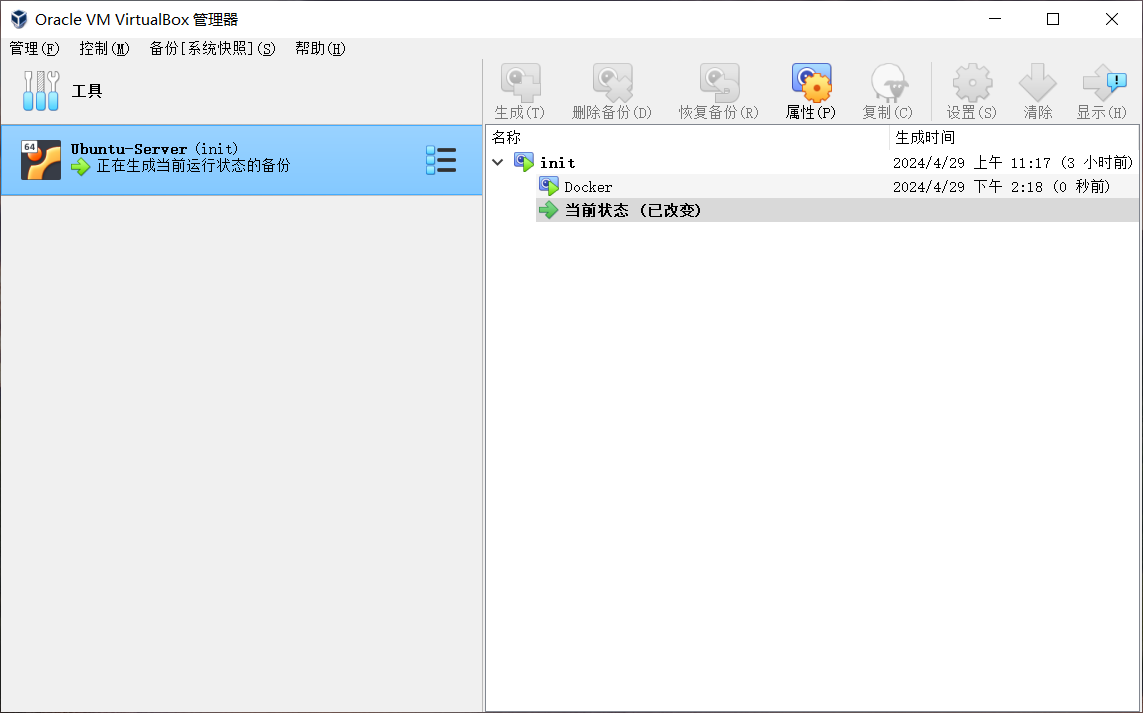 Oracle VM VirtualBox 管理器
管理(F) 控制(M) 备份[系统快照](S) 帮助(H)
工具
生成(T) 删除备份(D) 恢复备份(R) 属性(P) 复制(C) 设置(S) 清除 显示(H)
64
Ubuntu-Server (init)
正在生成当前运行状态的备份
名称 生成时间
init 2024/4/29 上午 11:17 (3 小时前)
Docker 2024/4/29 下午 2:18 (0 秒前)
当前状态 (已改变)